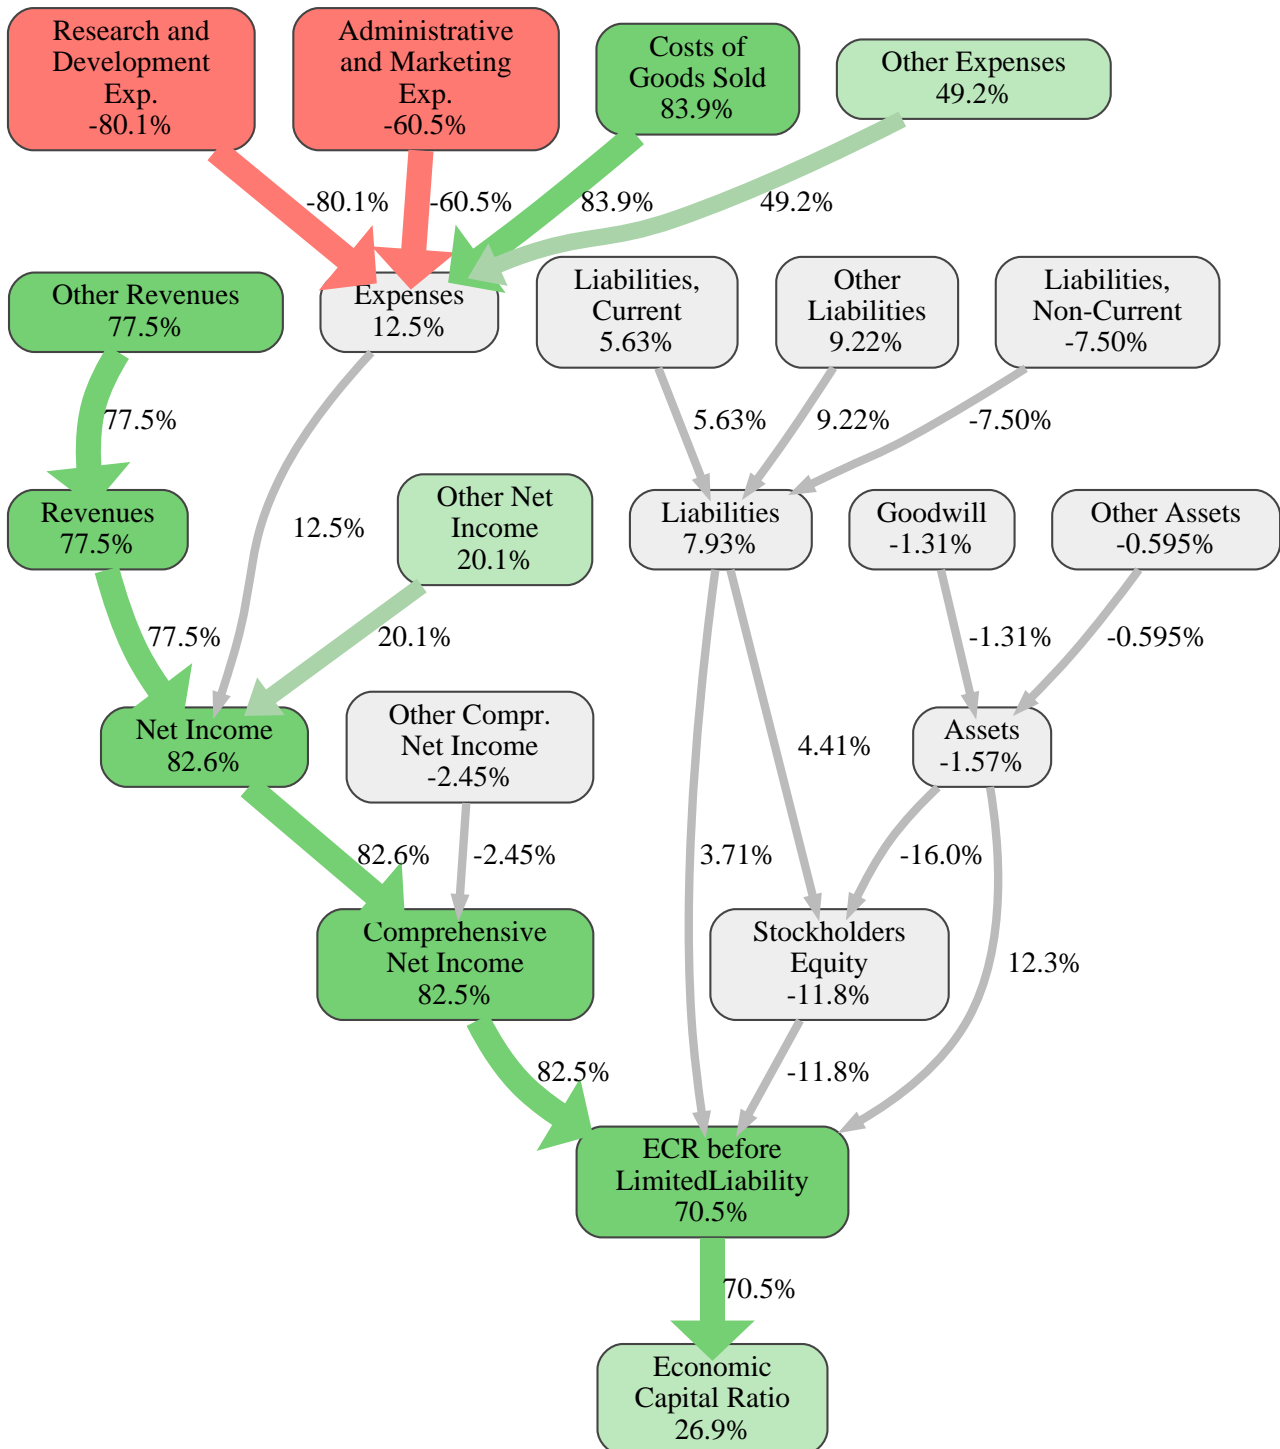 Research and
Development
Exp.
-80.1%
Administrative
and Marketing
Exp.
-60.5%
Costs of
Goods Sold
83.9%
Other Expenses
49.2%
-80.1%
-60.5%
83.9%
49.2%
Other Revenues
77.5%
Expenses
12.5%
Liabilities,
Current
5.63%
Other
Liabilities
9.22%
Liabilities,
Non-Current
-7.50%
77.5%
5.63%
9.22%
-7.50%
Revenues
77.5%
12.5%
Other Net
Income
20.1%
Liabilities
7.93%
Goodwill
-1.31%
Other Assets
-0.595%
77.5%
20.1%
-1.31%
-0.595%
Net Income
82.6%
Other Compr.
Net Income
-2.45%
4.41%
Assets
-1.57%
82.6%
-2.45%
3.71%
-16.0%
Comprehensive
Net Income
82.5%
Stockholders
Equity
-11.8%
12.3%
82.5%
-11.8%
ECR before
LimitedLiability
70.5%
70.5%
Economic
Capital Ratio
26.9%